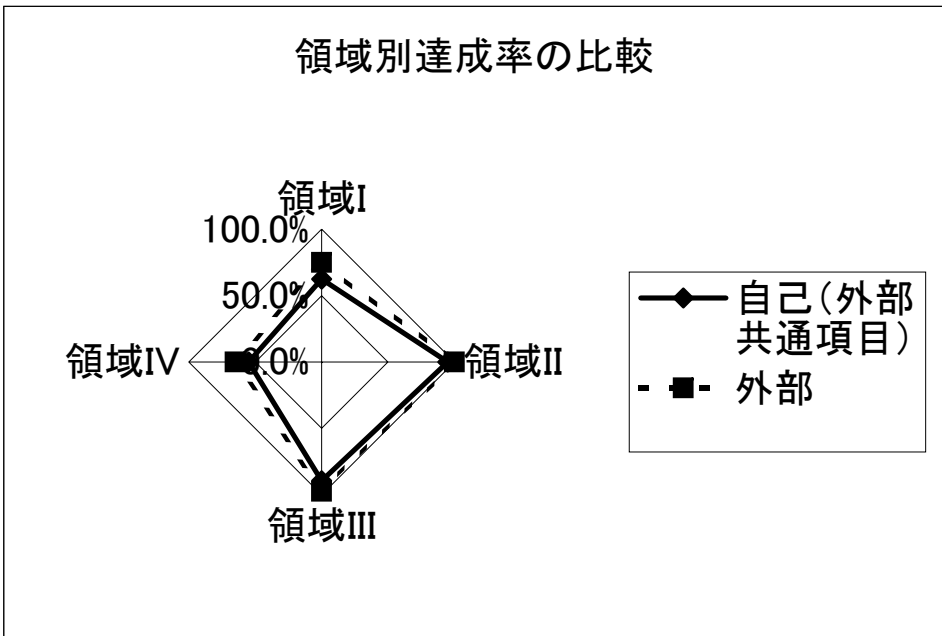 領域別達成率の比較
領域I
100.0%
50.0%
0.0%
領域IV
領域II
領域III
自己(外部
共通項目)
外部